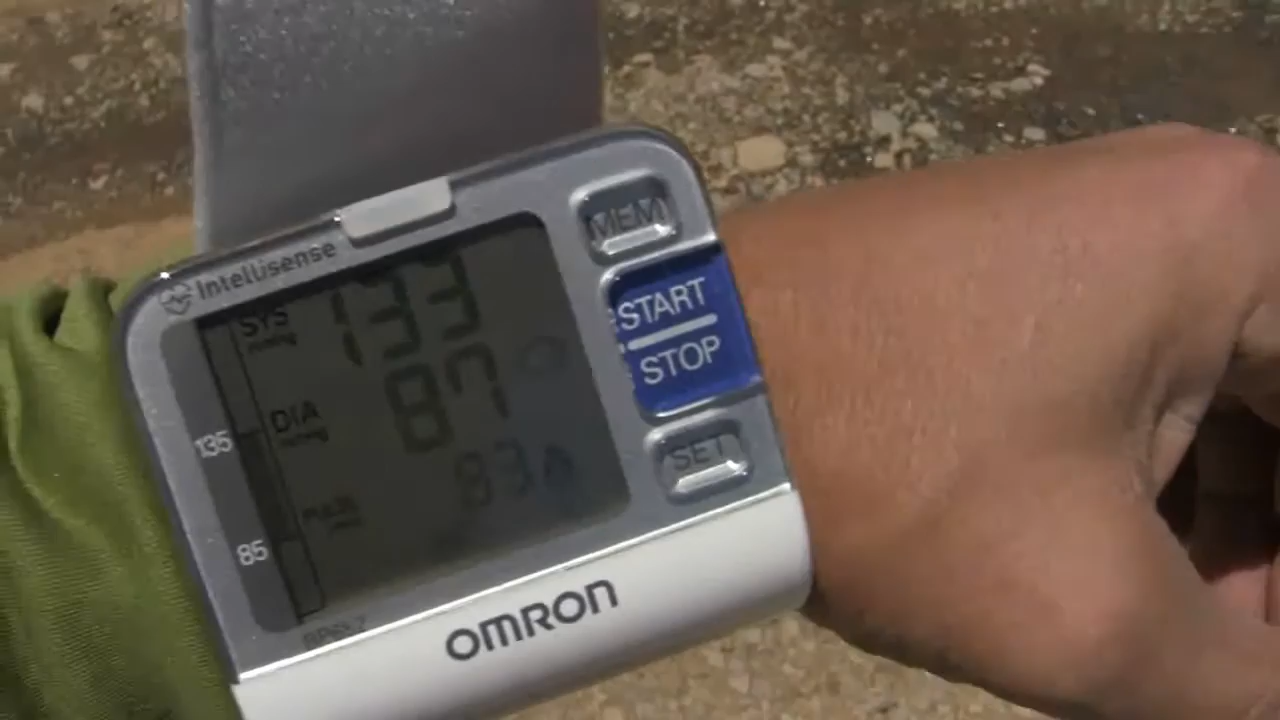 Intellisense
MEM
SYS
133
START
STOP
DIA
87
135
SET
83
85
OMRON